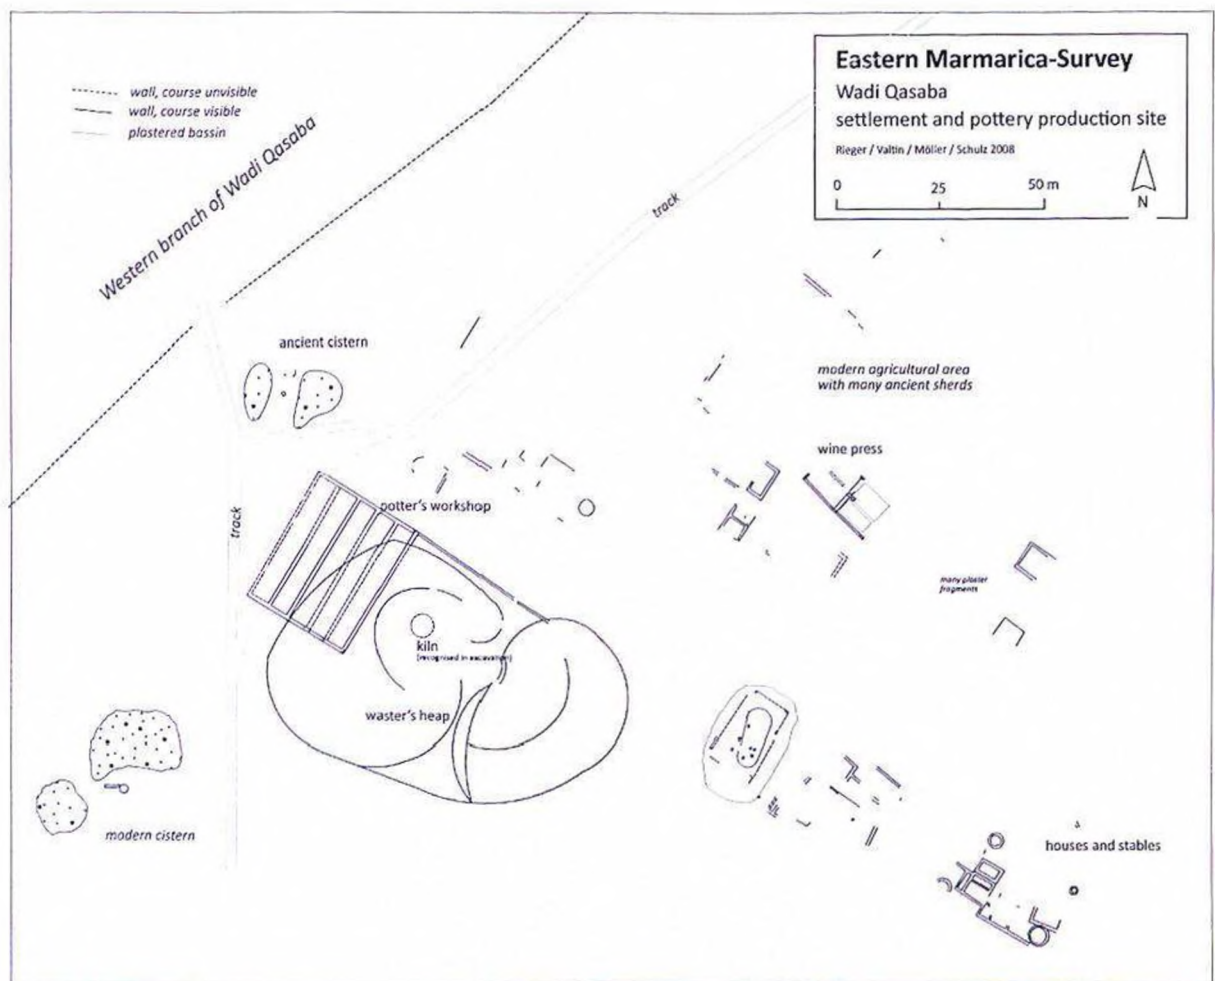 Eastern Marmarica-Survey
Wadi Qasaba
settlement and pottery production site
Rieger / Valtin / Möller / Schulz 2008
0 25 50 m
N
wall, course unvisible
wall, course visible
plastered bassin
Western branch of Wadi Qasaba
track
ancient cistern
modern agricultural area
with many ancient sherds
wine press
potter's workshop
track
many plaster
fragments
kiln
(recognised in excavation)
waster's heap
modern cistern
houses and stables